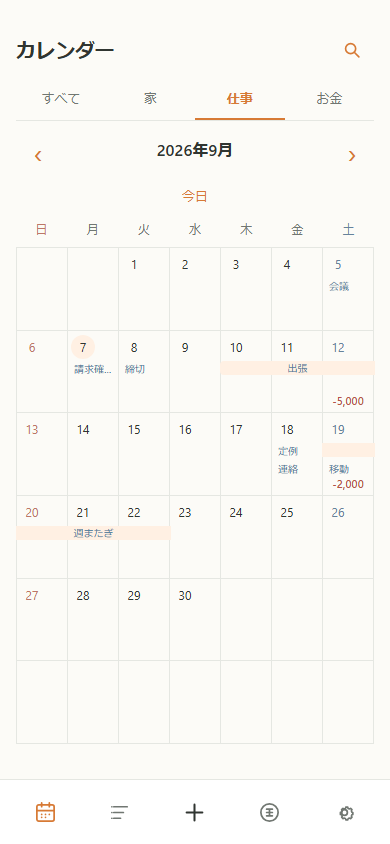 カレンダー
すべて 家 仕事 お金
‹ 2026年9月 ›
今日
日 月 火 水 木 金 土
1 2 3 4 5
会議
6 7 8 9 10 11 12
請求確... 締切 出張
-5,000
13 14 15 16 17 18 19
定例
連絡 移動
-2,000
20 21 22 23 24 25 26
週またぎ
27 28 29 30